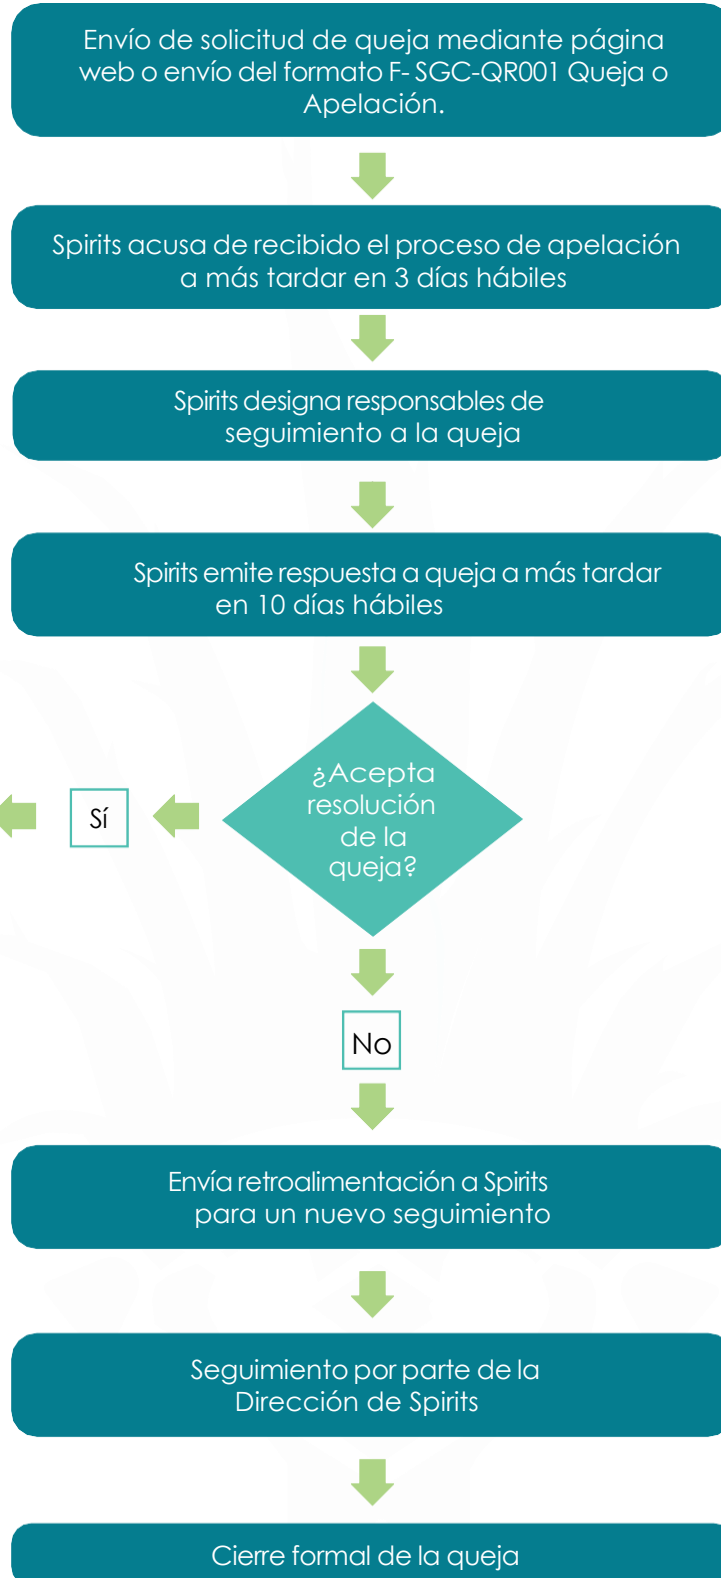 Envío de solicitud de queja mediante página
web o envío del formato F- SGC-QR001 Queja o
Apelación.
Spirits acusa de recibido el proceso de apelación
a más tardar en 3 días hábiles
Spirits designa responsables de
seguimiento a la queja
Spirits emite respuesta a queja a más tardar
en 10 días hábiles
¿Acepta
resolución
de la
queja?
Sí
No
Envía retroalimentación a Spirits
para un nuevo seguimiento
Seguimiento por parte de la
Dirección de Spirits
Cierre formal de la queja